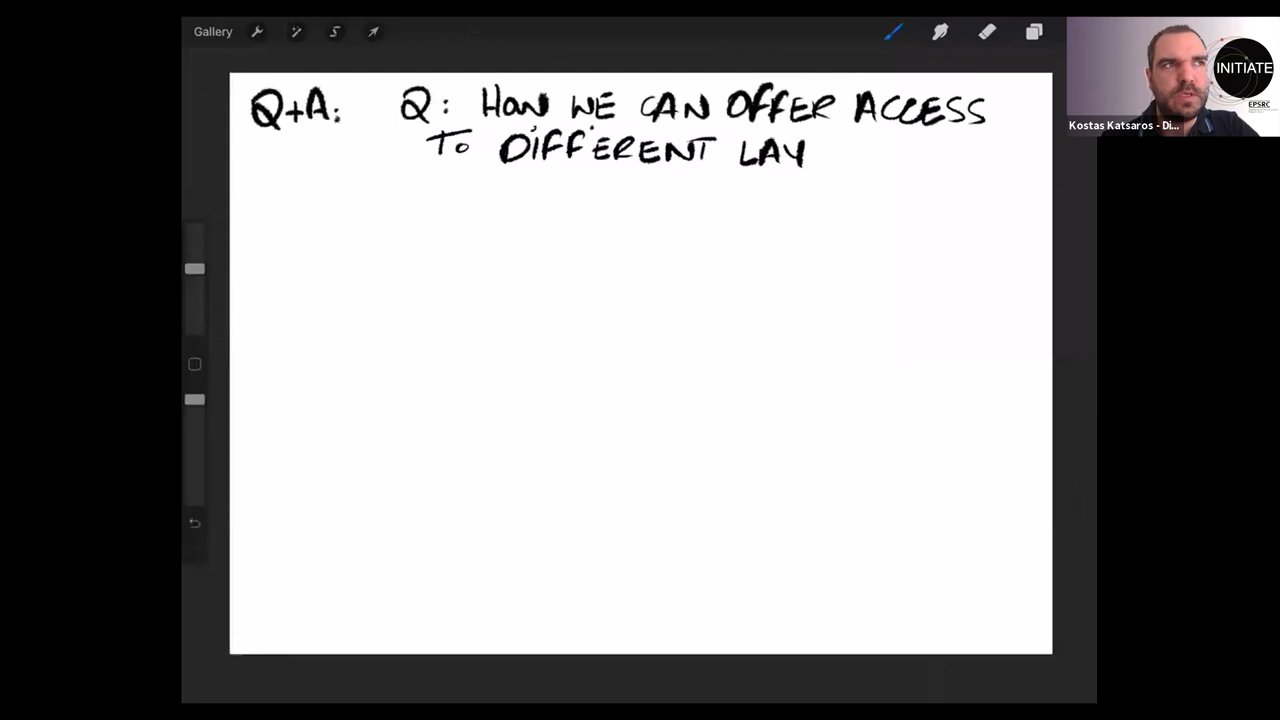 Gallery
Q+A: Q: HOW WE CAN OFFER ACCESS
TO DIFFERENT LAY
INITIATE
EPSRC
Kostas Katsaros - Di...